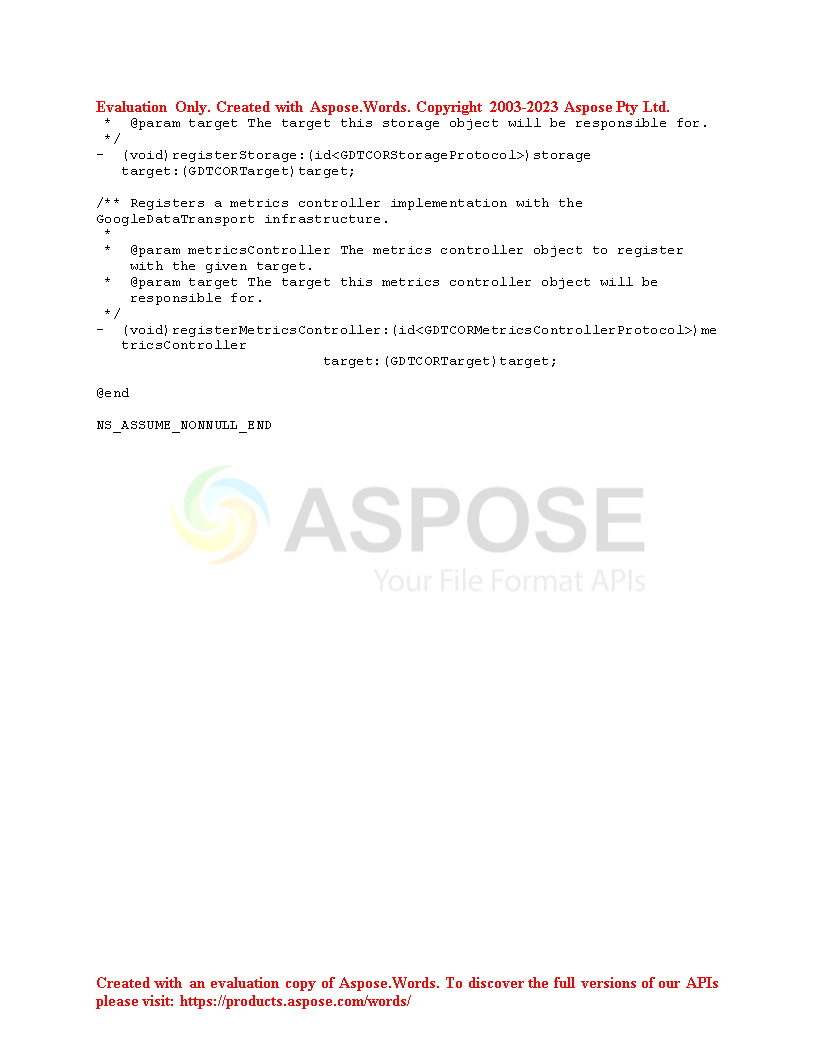 Evaluation Only. Created with Aspose.Words. Copyright 2003-2023 Aspose Pty Ltd.
* @param target The target this storage object will be responsible for.
*/
- (void)registerStorage:(id<GDTCORStorageProtocol>)storage
target:(GDTCORTarget)target;
/** Registers a metrics controller implementation with the
GoogleDataTransport infrastructure.
*
* @param metricsController The metrics controller object to register
with the given target.
* @param target The target this metrics controller object will be
responsible for.
*/
- (void)registerMetricsController:(id<GDTCORMetricsControllerProtocol>)me
tricsController
target:(GDTCORTarget)target;
@end
NS_ASSUME_NONNULL_END
ASPOSE
Your File Format APIs
Created with an evaluation copy of Aspose.Words. To discover the full versions of our APIs
please visit: https://products.aspose.com/words/